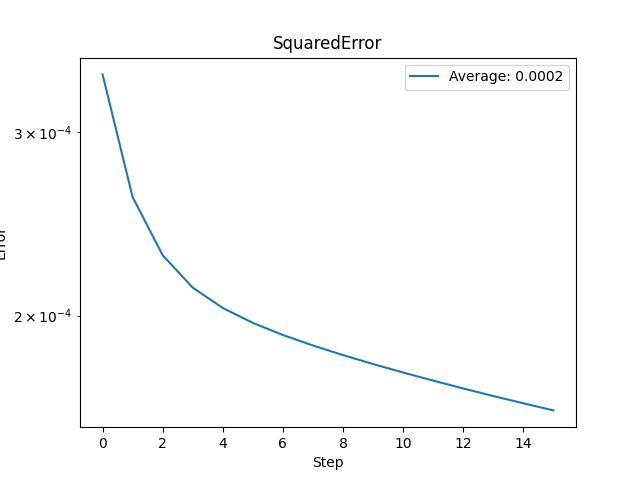 SquaredError
Average: 0.0002
3 × 10⁻⁴
2 × 10⁻⁴
Error
0 2 4 6 8 10 12 14
Step